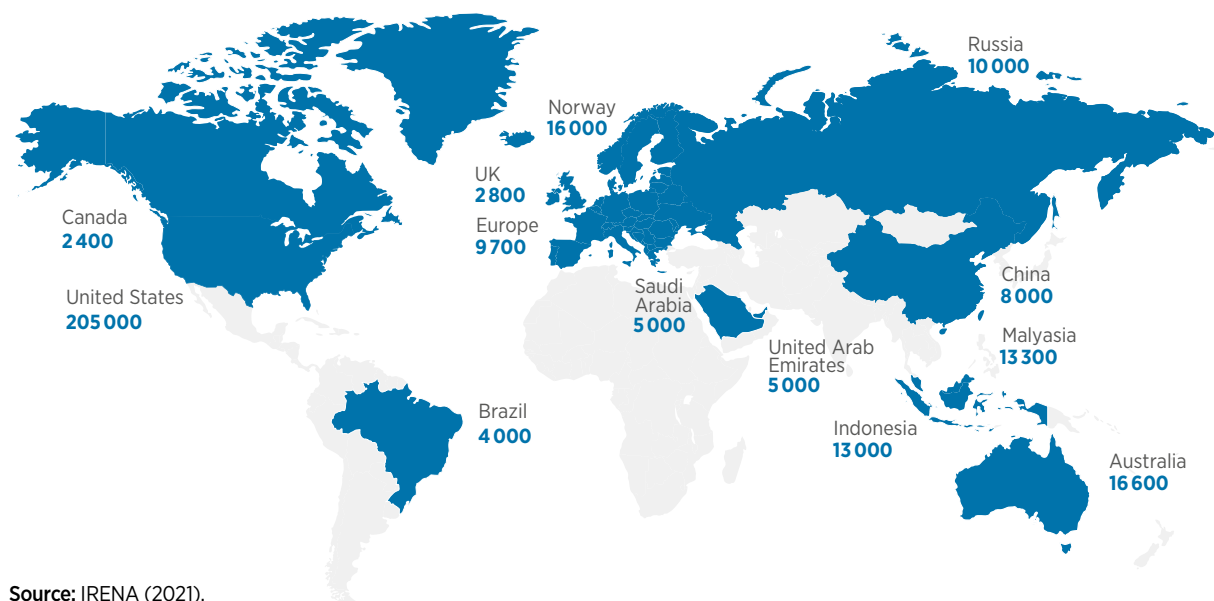 Russia
10 000
Norway
16 000
UK
2 800
Europe
9 700
Canada
2 400
United States
205 000
Saudi
Arabia
5 000
China
8 000
Malyasia
13 300
United Arab
Emirates
5 000
Brazil
4 000
Indonesia
13 000
Australia
16 600
Source: IRENA (2021).